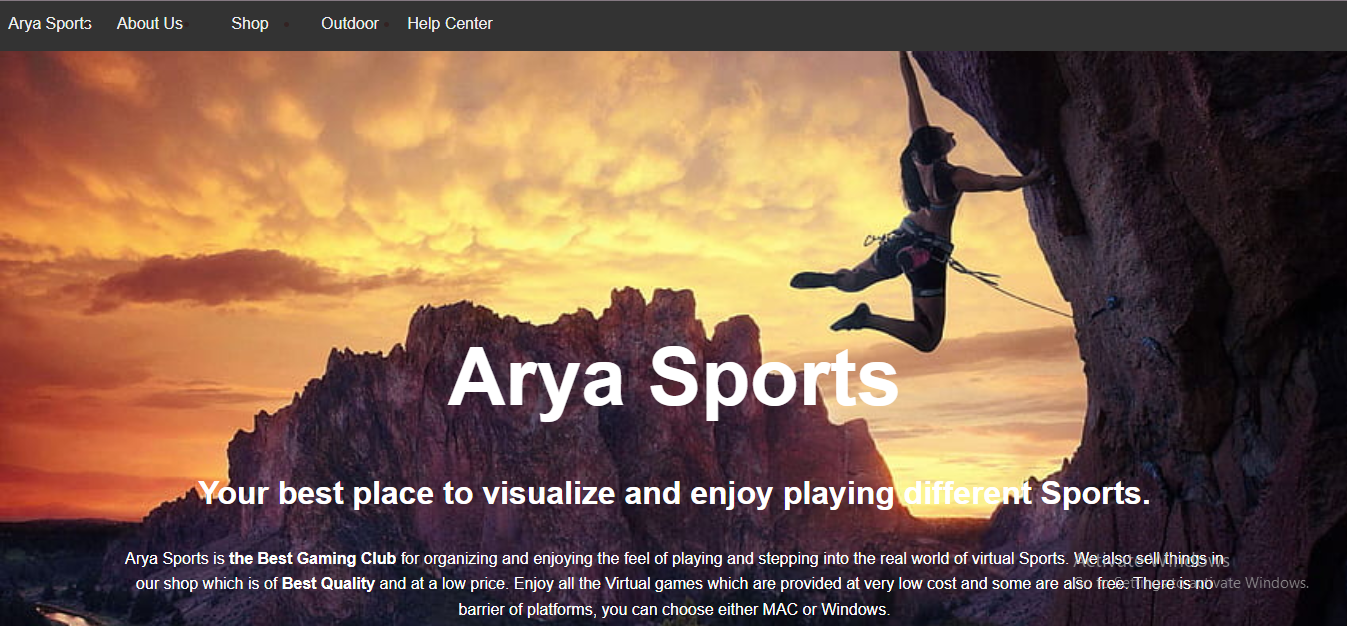 Arya Sports About Us Shop Outdoor Help Center
Arya Sports
Your best place to visualize and enjoy playing different Sports.
Arya Sports is the Best Gaming Club for organizing and enjoying the feel of playing and stepping into the real world of virtual Sports. We also sell things in
our shop which is of Best Quality and at a low price. Enjoy all the Virtual games which are provided at very low cost and some are also free. There is no
barrier of platforms, you can choose either MAC or Windows.
Activate Windows
Go to Settings to activate Windows.